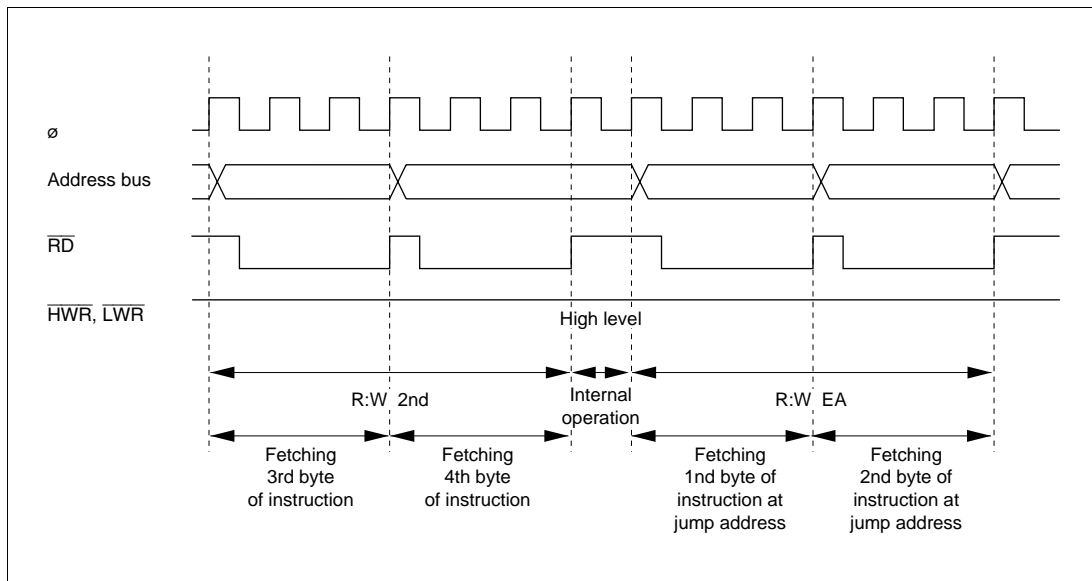 ø
Address bus
RD
HWR, LWR
High level
R:W 2nd
Internal
operation
R:W EA
Fetching
3rd byte
of instruction
Fetching
4th byte
of instruction
Fetching
1nd byte of
instruction at
jump address
Fetching
2nd byte of
instruction at
jump address